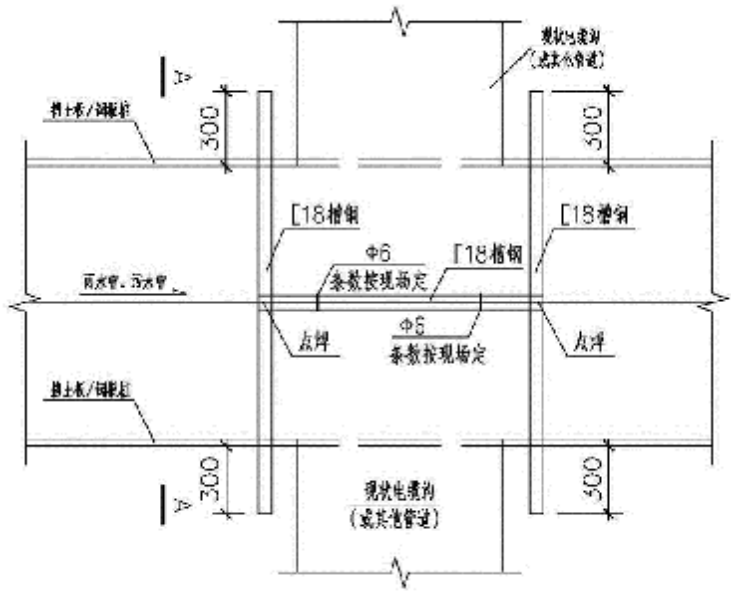 现状电缆沟
(或其他管道)
A
300
300
挡土板/钢板桩
[18槽钢
[18槽钢
Φ6
[18槽钢
条数按现场定
雨水管、污水管
点焊
Φ6
条数按现场定
点焊
挡土板/钢板桩
300
300
A
现状电缆沟
(或其他管道)